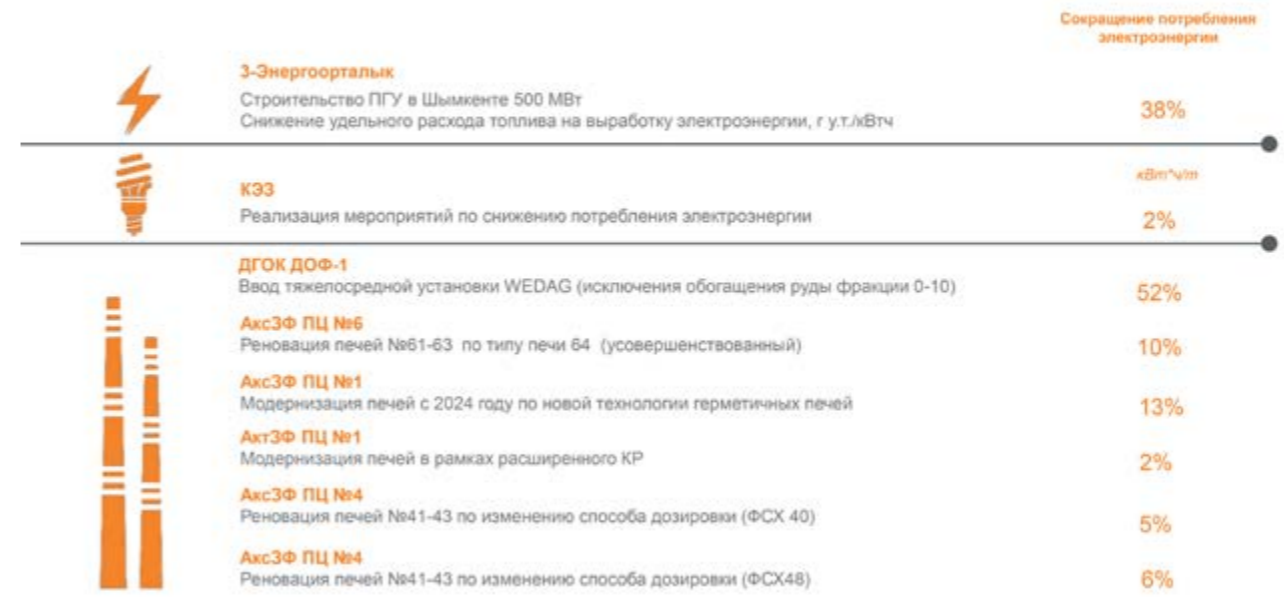 Сокращение потребления
электроэнергии
3-Энергоорталык
Строительство ПГУ в Шымкенте 500 МВт
Снижение удельного расхода топлива на выработку электроэнергии, г у.т./кВтч
38%
кВт*ч/т
КЭЗ
Реализация мероприятий по снижению потребления электроэнергии
2%
ДГОК ДОФ-1
Ввод тяжелосредной установки WEDAG (исключения обогащения руды фракции 0-10)
52%
АксЗФ ПЦ №6
Реновация печей №61-63 по типу печи 64 (усовершенствованный)
10%
АксЗФ ПЦ №1
Модернизация печей с 2024 году по новой технологии герметичных печей
13%
АктЗФ ПЦ №1
Модернизация печей в рамках расширенного КР
2%
АксЗФ ПЦ №4
Реновация печей №41-43 по изменению способа дозировки (ФСХ 40)
5%
АксЗФ ПЦ №4
Реновация печей №41-43 по изменению способа дозировки (ФСХ48)
6%